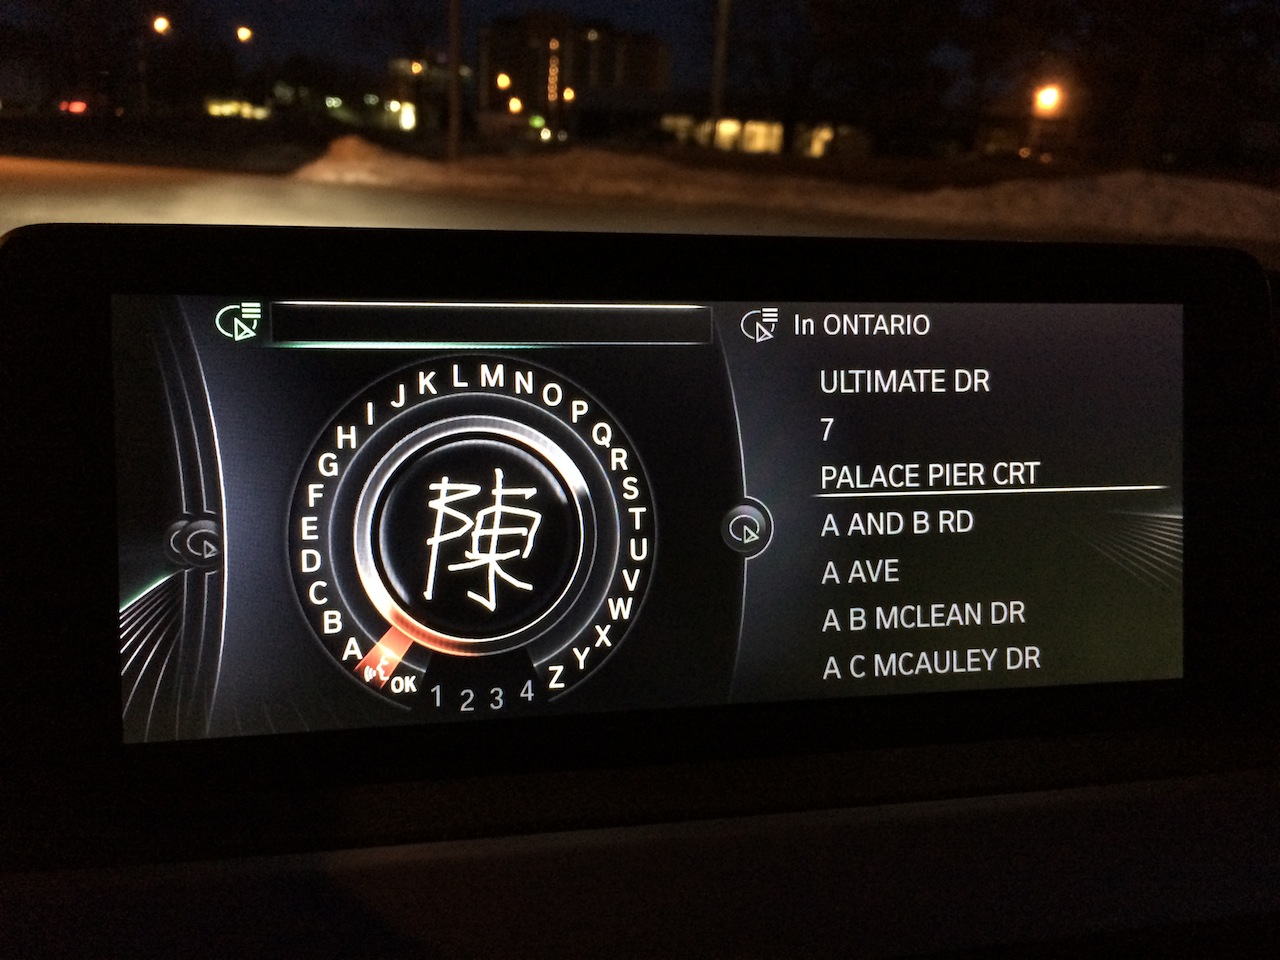 In ONTARIO
ULTIMATE DR
7
PALACE PIER CRT
A AND B RD
A AVE
A B MCLEAN DR
A C MCAULEY DR
A B C D E F G H I J K L M N O P Q R S T U V W X Y Z
OK 1 2 3 4
陳